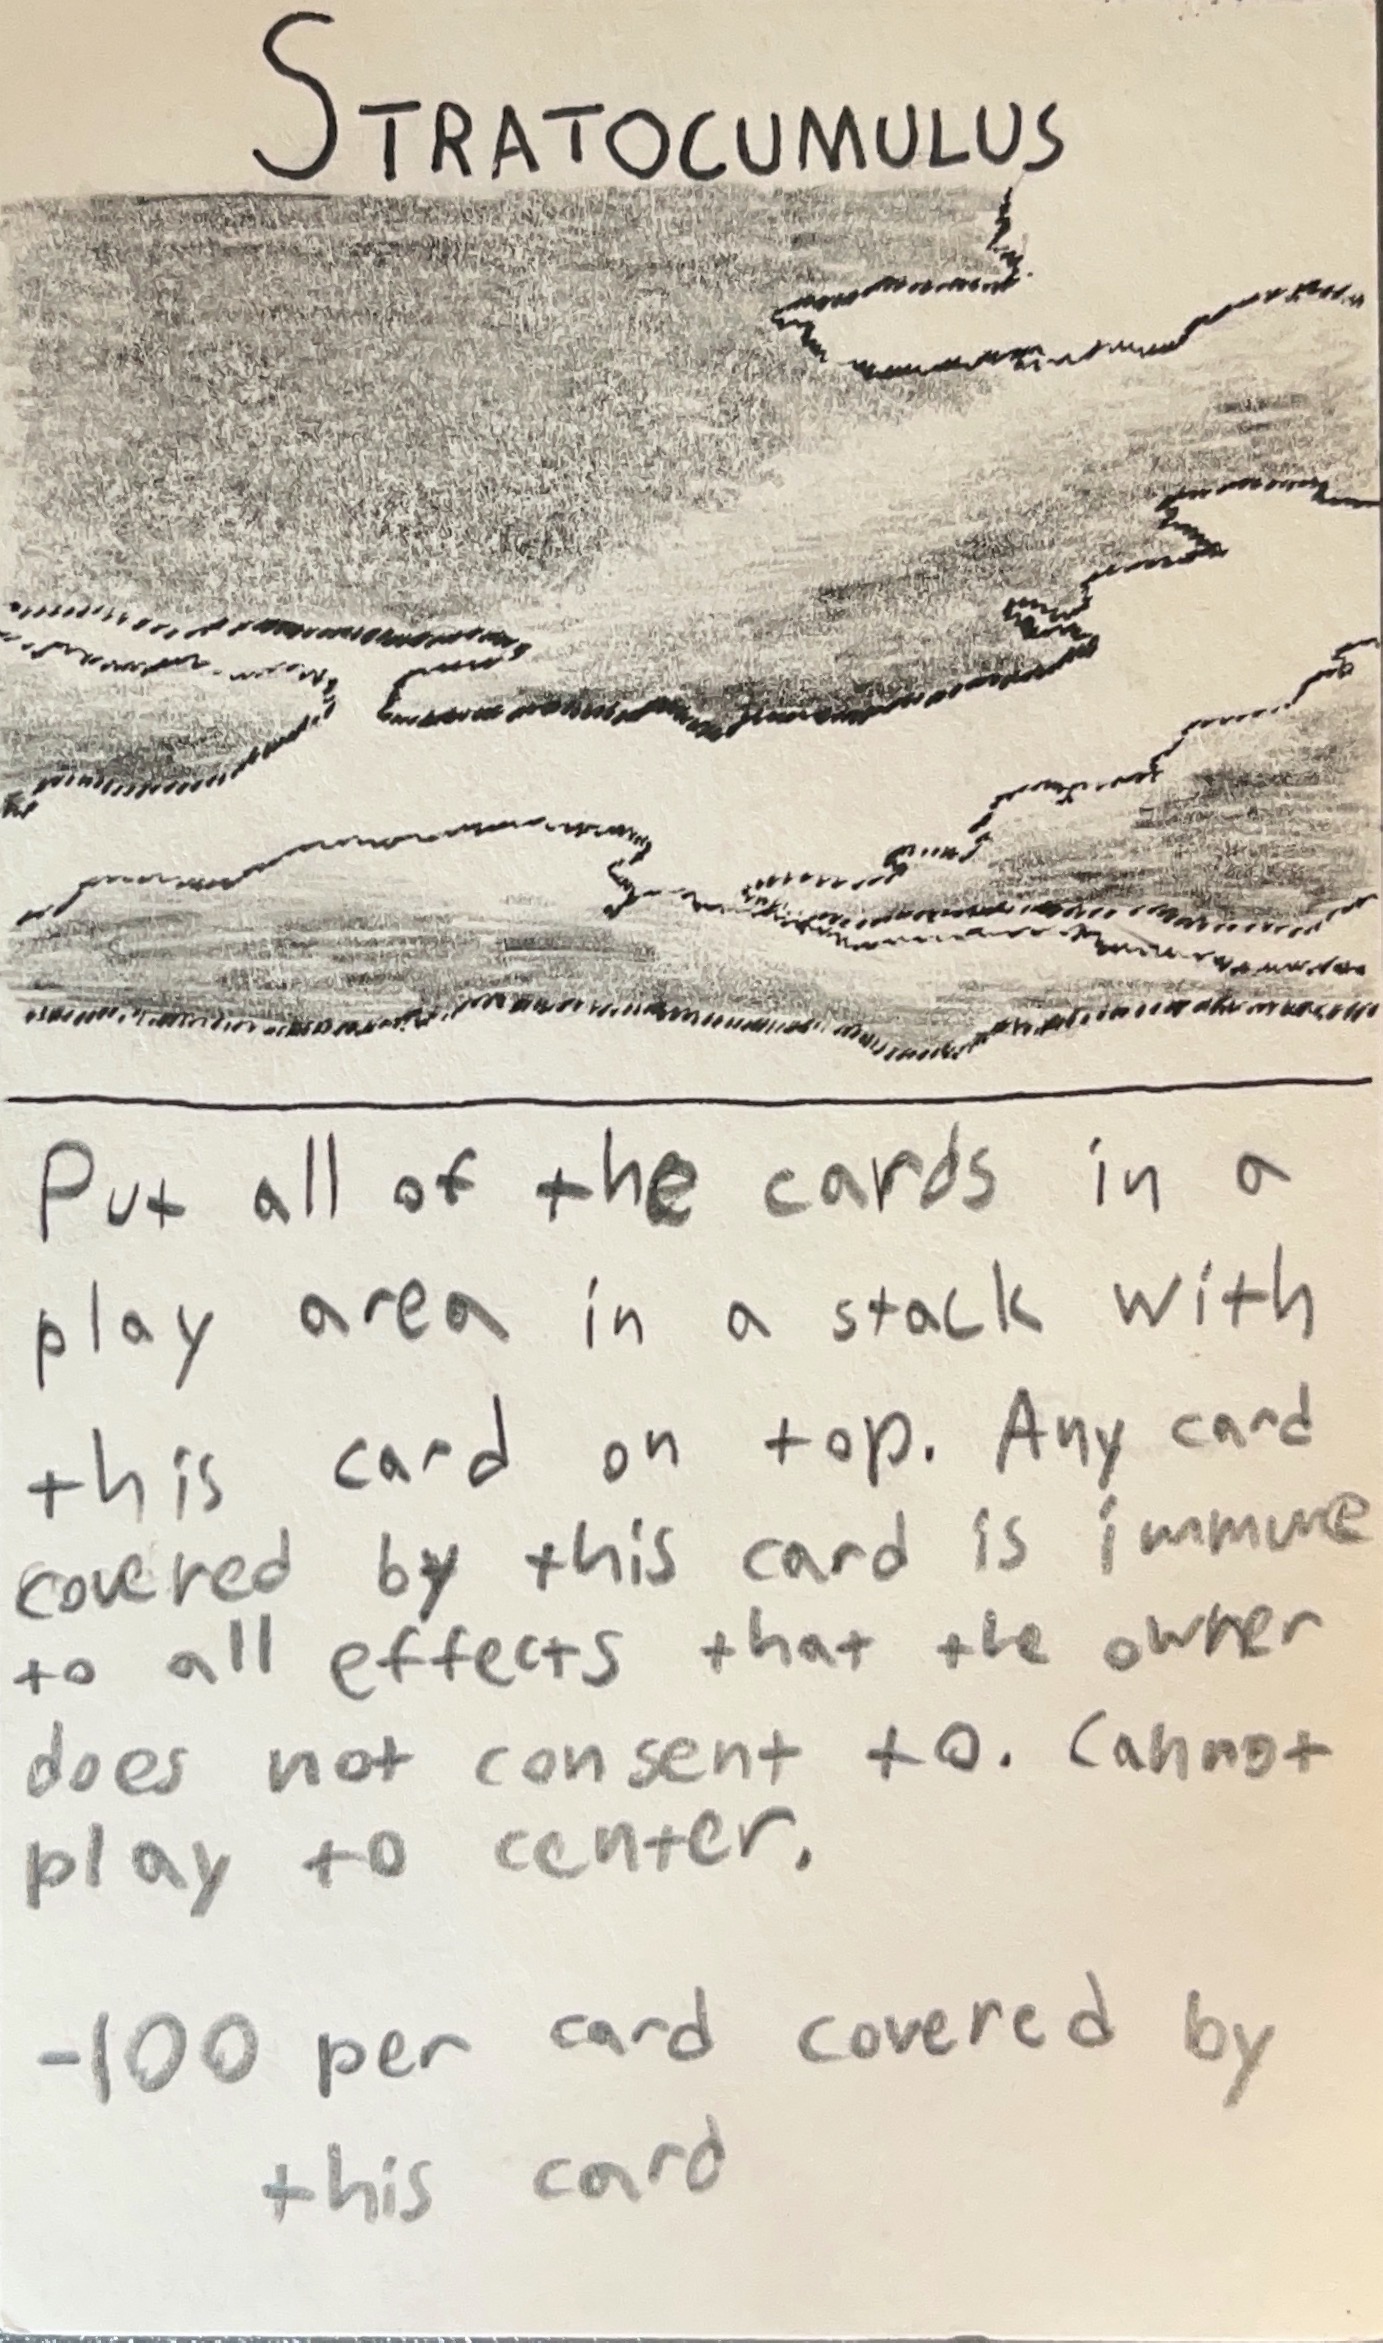 STRATOCUMULUS
Put all of the cards in a
play area in a stack with
this card on top. Any card
covered by this card is immune
to all effects that the owner
does not consent to. Cannot
play to center.
-100 per card covered by
this card